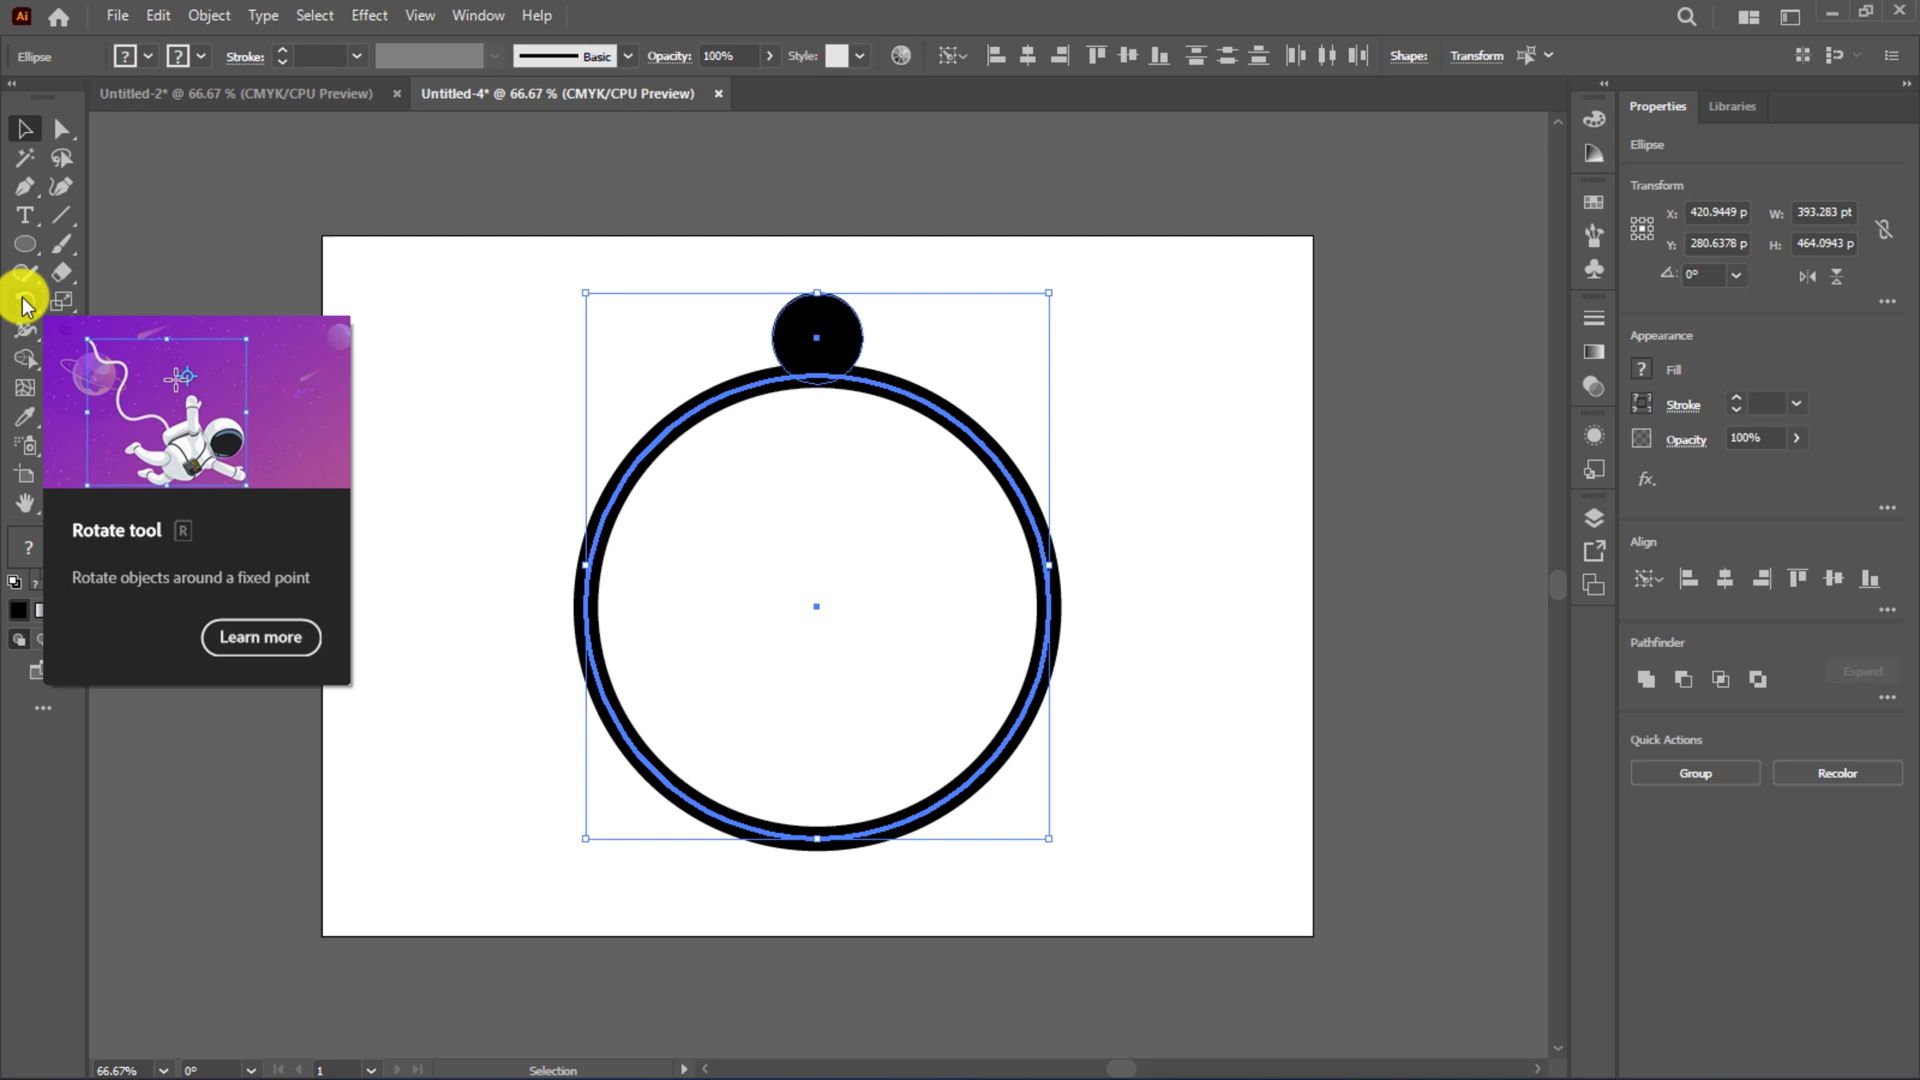 Ai File Edit Object Type Select Effect View Window Help
Ellipse ? ? Stroke: Basic Opacity: 100% Style: Shape: Transform
Untitled-2* @ 66.67 % (CMYK/CPU Preview) × Untitled-4* @ 66.67 % (CMYK/CPU Preview) ×
Properties Libraries
Ellipse
Transform
X: 420.9449 p W: 393.283 pt
Y: 280.6378 p H: 464.0943 p
0°
Appearance
? Fill
Stroke
Opacity 100%
fx.
Align
Pathfinder
Expand
Quick Actions
Group Recolor
T
Rotate tool R
Rotate objects around a fixed point
Learn more
?
?
66.67% 0° 1 Selection